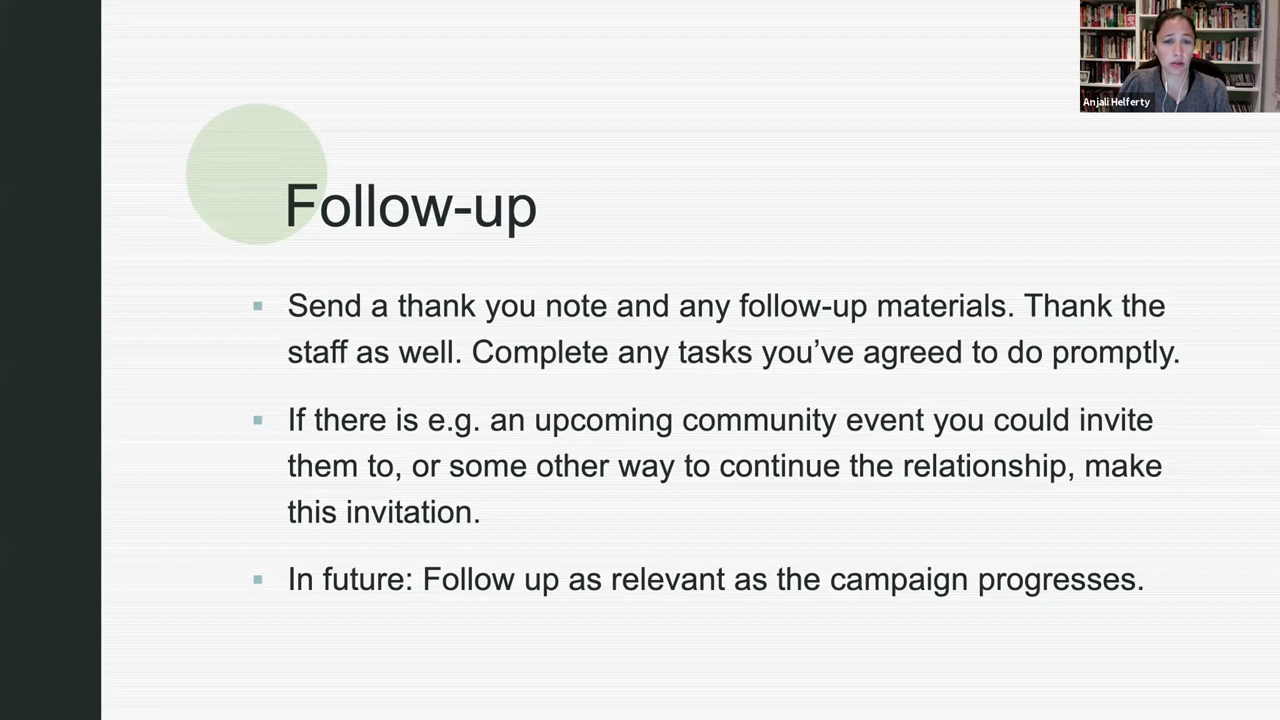 Anjali Helferty
Follow-up
▪ Send a thank you note and any follow-up materials. Thank the
staff as well. Complete any tasks you’ve agreed to do promptly.
▪ If there is e.g. an upcoming community event you could invite
them to, or some other way to continue the relationship, make
this invitation.
▪ In future: Follow up as relevant as the campaign progresses.